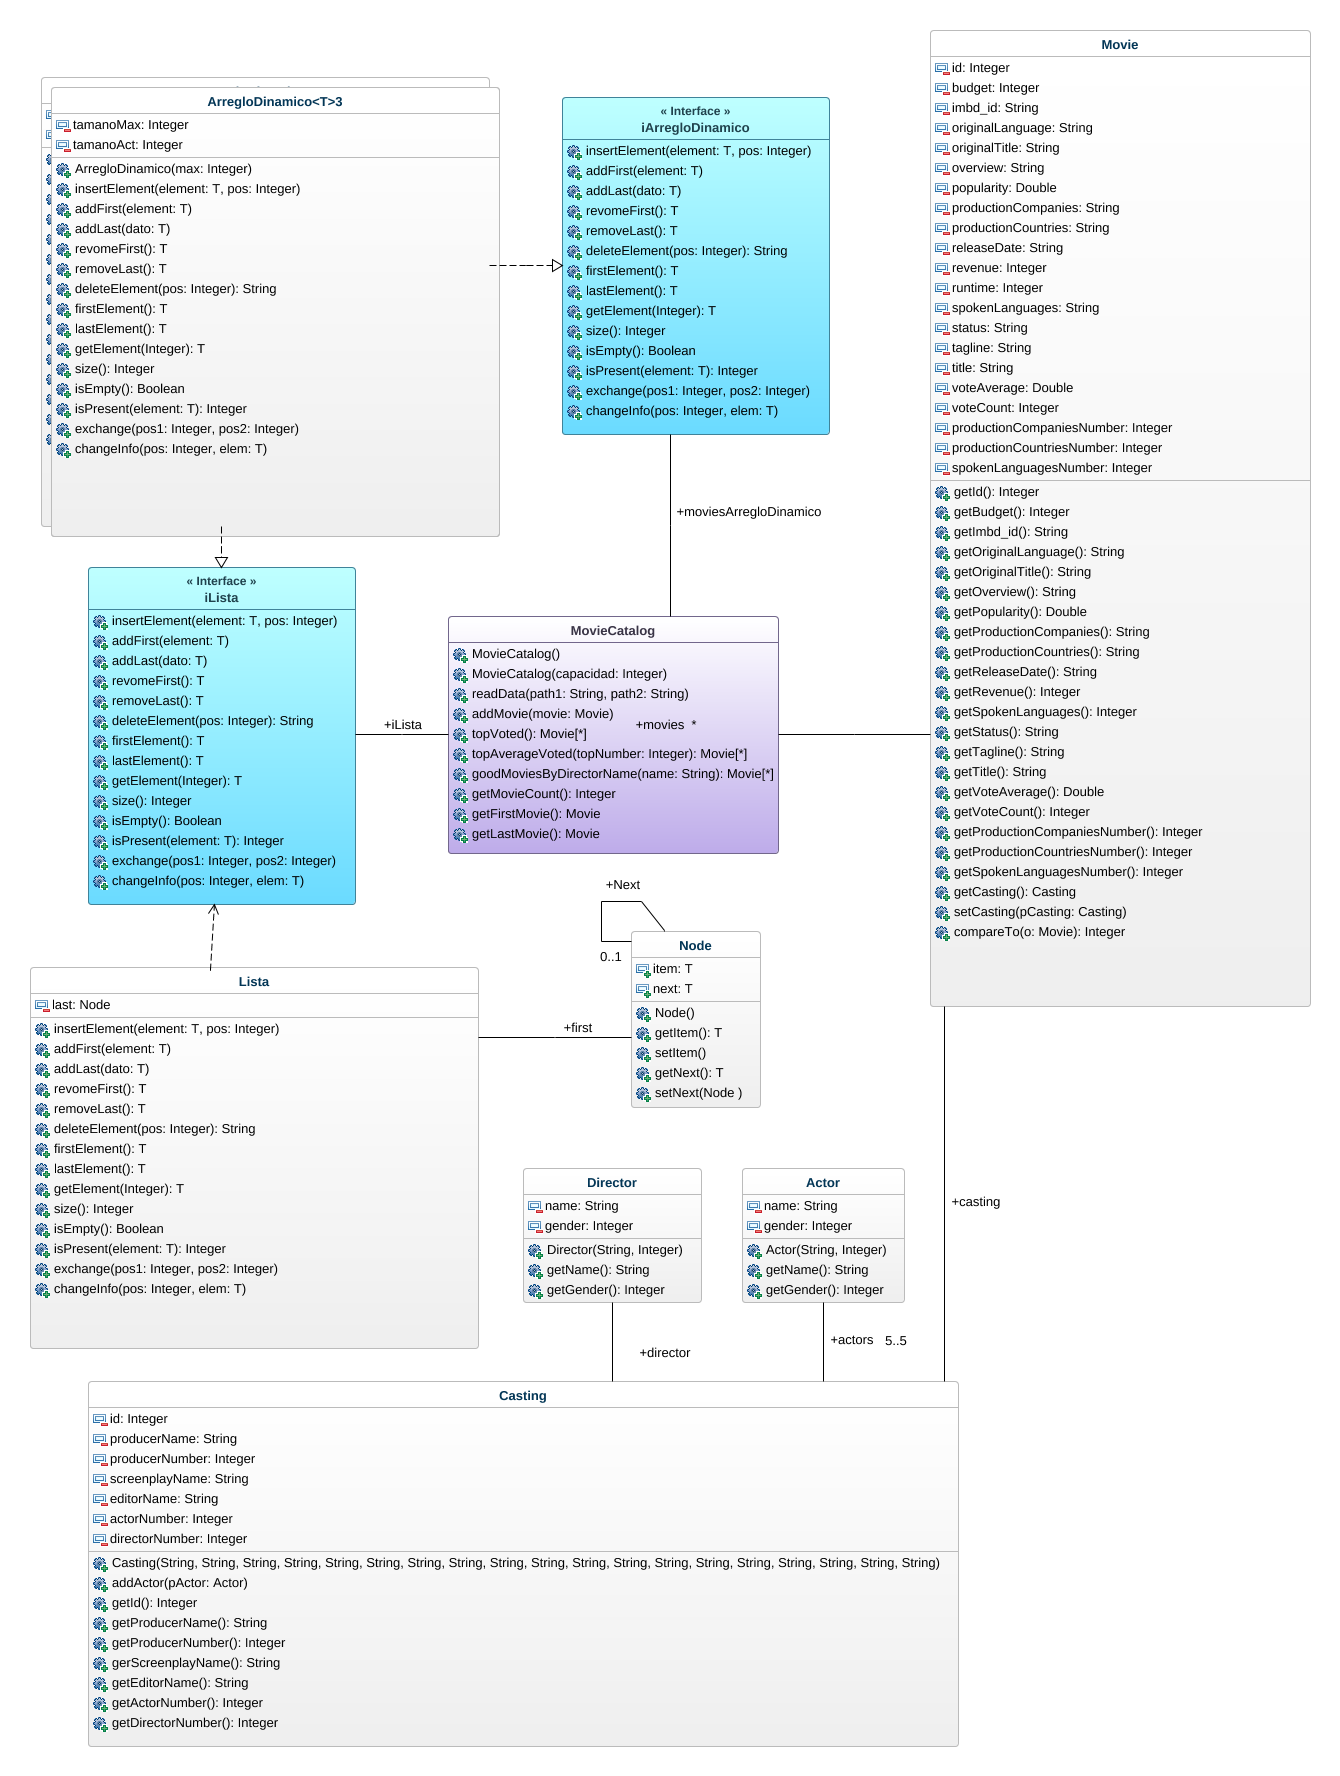 ArregloDinamico<T>3
tamanoMax: Integer
tamanoAct: Integer
ArregloDinamico(max: Integer)
insertElement(element: T, pos: Integer)
addFirst(element: T)
addLast(dato: T)
revomeFirst(): T
removeLast(): T
deleteElement(pos: Integer): String
firstElement(): T
lastElement(): T
getElement(Integer): T
size(): Integer
isEmpty(): Boolean
isPresent(element: T): Integer
exchange(pos1: Integer, pos2: Integer)
changeInfo(pos: Integer, elem: T)
« Interface »
iArregloDinamico
insertElement(element: T, pos: Integer)
addFirst(element: T)
addLast(dato: T)
revomeFirst(): T
removeLast(): T
deleteElement(pos: Integer): String
firstElement(): T
lastElement(): T
getElement(Integer): T
size(): Integer
isEmpty(): Boolean
isPresent(element: T): Integer
exchange(pos1: Integer, pos2: Integer)
changeInfo(pos: Integer, elem: T)
Movie
id: Integer
budget: Integer
imbd_id: String
originalLanguage: String
originalTitle: String
overview: String
popularity: Double
productionCompanies: String
productionCountries: String
releaseDate: String
revenue: Integer
runtime: Integer
spokenLanguages: String
status: String
tagline: String
title: String
voteAverage: Double
voteCount: Integer
productionCompaniesNumber: Integer
productionCountriesNumber: Integer
spokenLanguagesNumber: Integer
getId(): Integer
getBudget(): Integer
getImbd_id(): String
getOriginalLanguage(): String
getOriginalTitle(): String
getOverview(): String
getPopularity(): Double
getProductionCompanies(): String
getProductionCountries(): String
getReleaseDate(): String
getRevenue(): Integer
getSpokenLanguages(): Integer
getStatus(): String
getTagline(): String
getTitle(): String
getVoteAverage(): Double
getVoteCount(): Integer
getProductionCompaniesNumber(): Integer
getProductionCountriesNumber(): Integer
getSpokenLanguagesNumber(): Integer
getCasting(): Casting
setCasting(pCasting: Casting)
compareTo(o: Movie): Integer
+moviesArregloDinamico
« Interface »
iLista
insertElement(element: T, pos: Integer)
addFirst(element: T)
addLast(dato: T)
revomeFirst(): T
removeLast(): T
deleteElement(pos: Integer): String
firstElement(): T
lastElement(): T
getElement(Integer): T
size(): Integer
isEmpty(): Boolean
isPresent(element: T): Integer
exchange(pos1: Integer, pos2: Integer)
changeInfo(pos: Integer, elem: T)
+iLista
MovieCatalog
MovieCatalog()
MovieCatalog(capacidad: Integer)
readData(path1: String, path2: String)
addMovie(movie: Movie)
+movies *
topVoted(): Movie[*]
topAverageVoted(topNumber: Integer): Movie[*]
goodMoviesByDirectorName(name: String): Movie[*]
getMovieCount(): Integer
getFirstMovie(): Movie
getLastMovie(): Movie
+Next
0..1
Node
item: T
next: T
Node()
getItem(): T
setItem()
getNext(): T
setNext(Node )
+first
Lista
last: Node
insertElement(element: T, pos: Integer)
addFirst(element: T)
addLast(dato: T)
revomeFirst(): T
removeLast(): T
deleteElement(pos: Integer): String
firstElement(): T
lastElement(): T
getElement(Integer): T
size(): Integer
isEmpty(): Boolean
isPresent(element: T): Integer
exchange(pos1: Integer, pos2: Integer)
changeInfo(pos: Integer, elem: T)
Director
name: String
gender: Integer
Director(String, Integer)
getName(): String
getGender(): Integer
Actor
name: String
gender: Integer
Actor(String, Integer)
getName(): String
getGender(): Integer
+casting
+director
+actors 5..5
Casting
id: Integer
producerName: String
producerNumber: Integer
screenplayName: String
editorName: String
actorNumber: Integer
directorNumber: Integer
Casting(String, String, String, String, String, String, String, String, String, String, String, String, String, String, String, String, String, String, String)
addActor(pActor: Actor)
getId(): Integer
getProducerName(): String
getProducerNumber(): Integer
gerScreenplayName(): String
getEditorName(): String
getActorNumber(): Integer
getDirectorNumber(): Integer